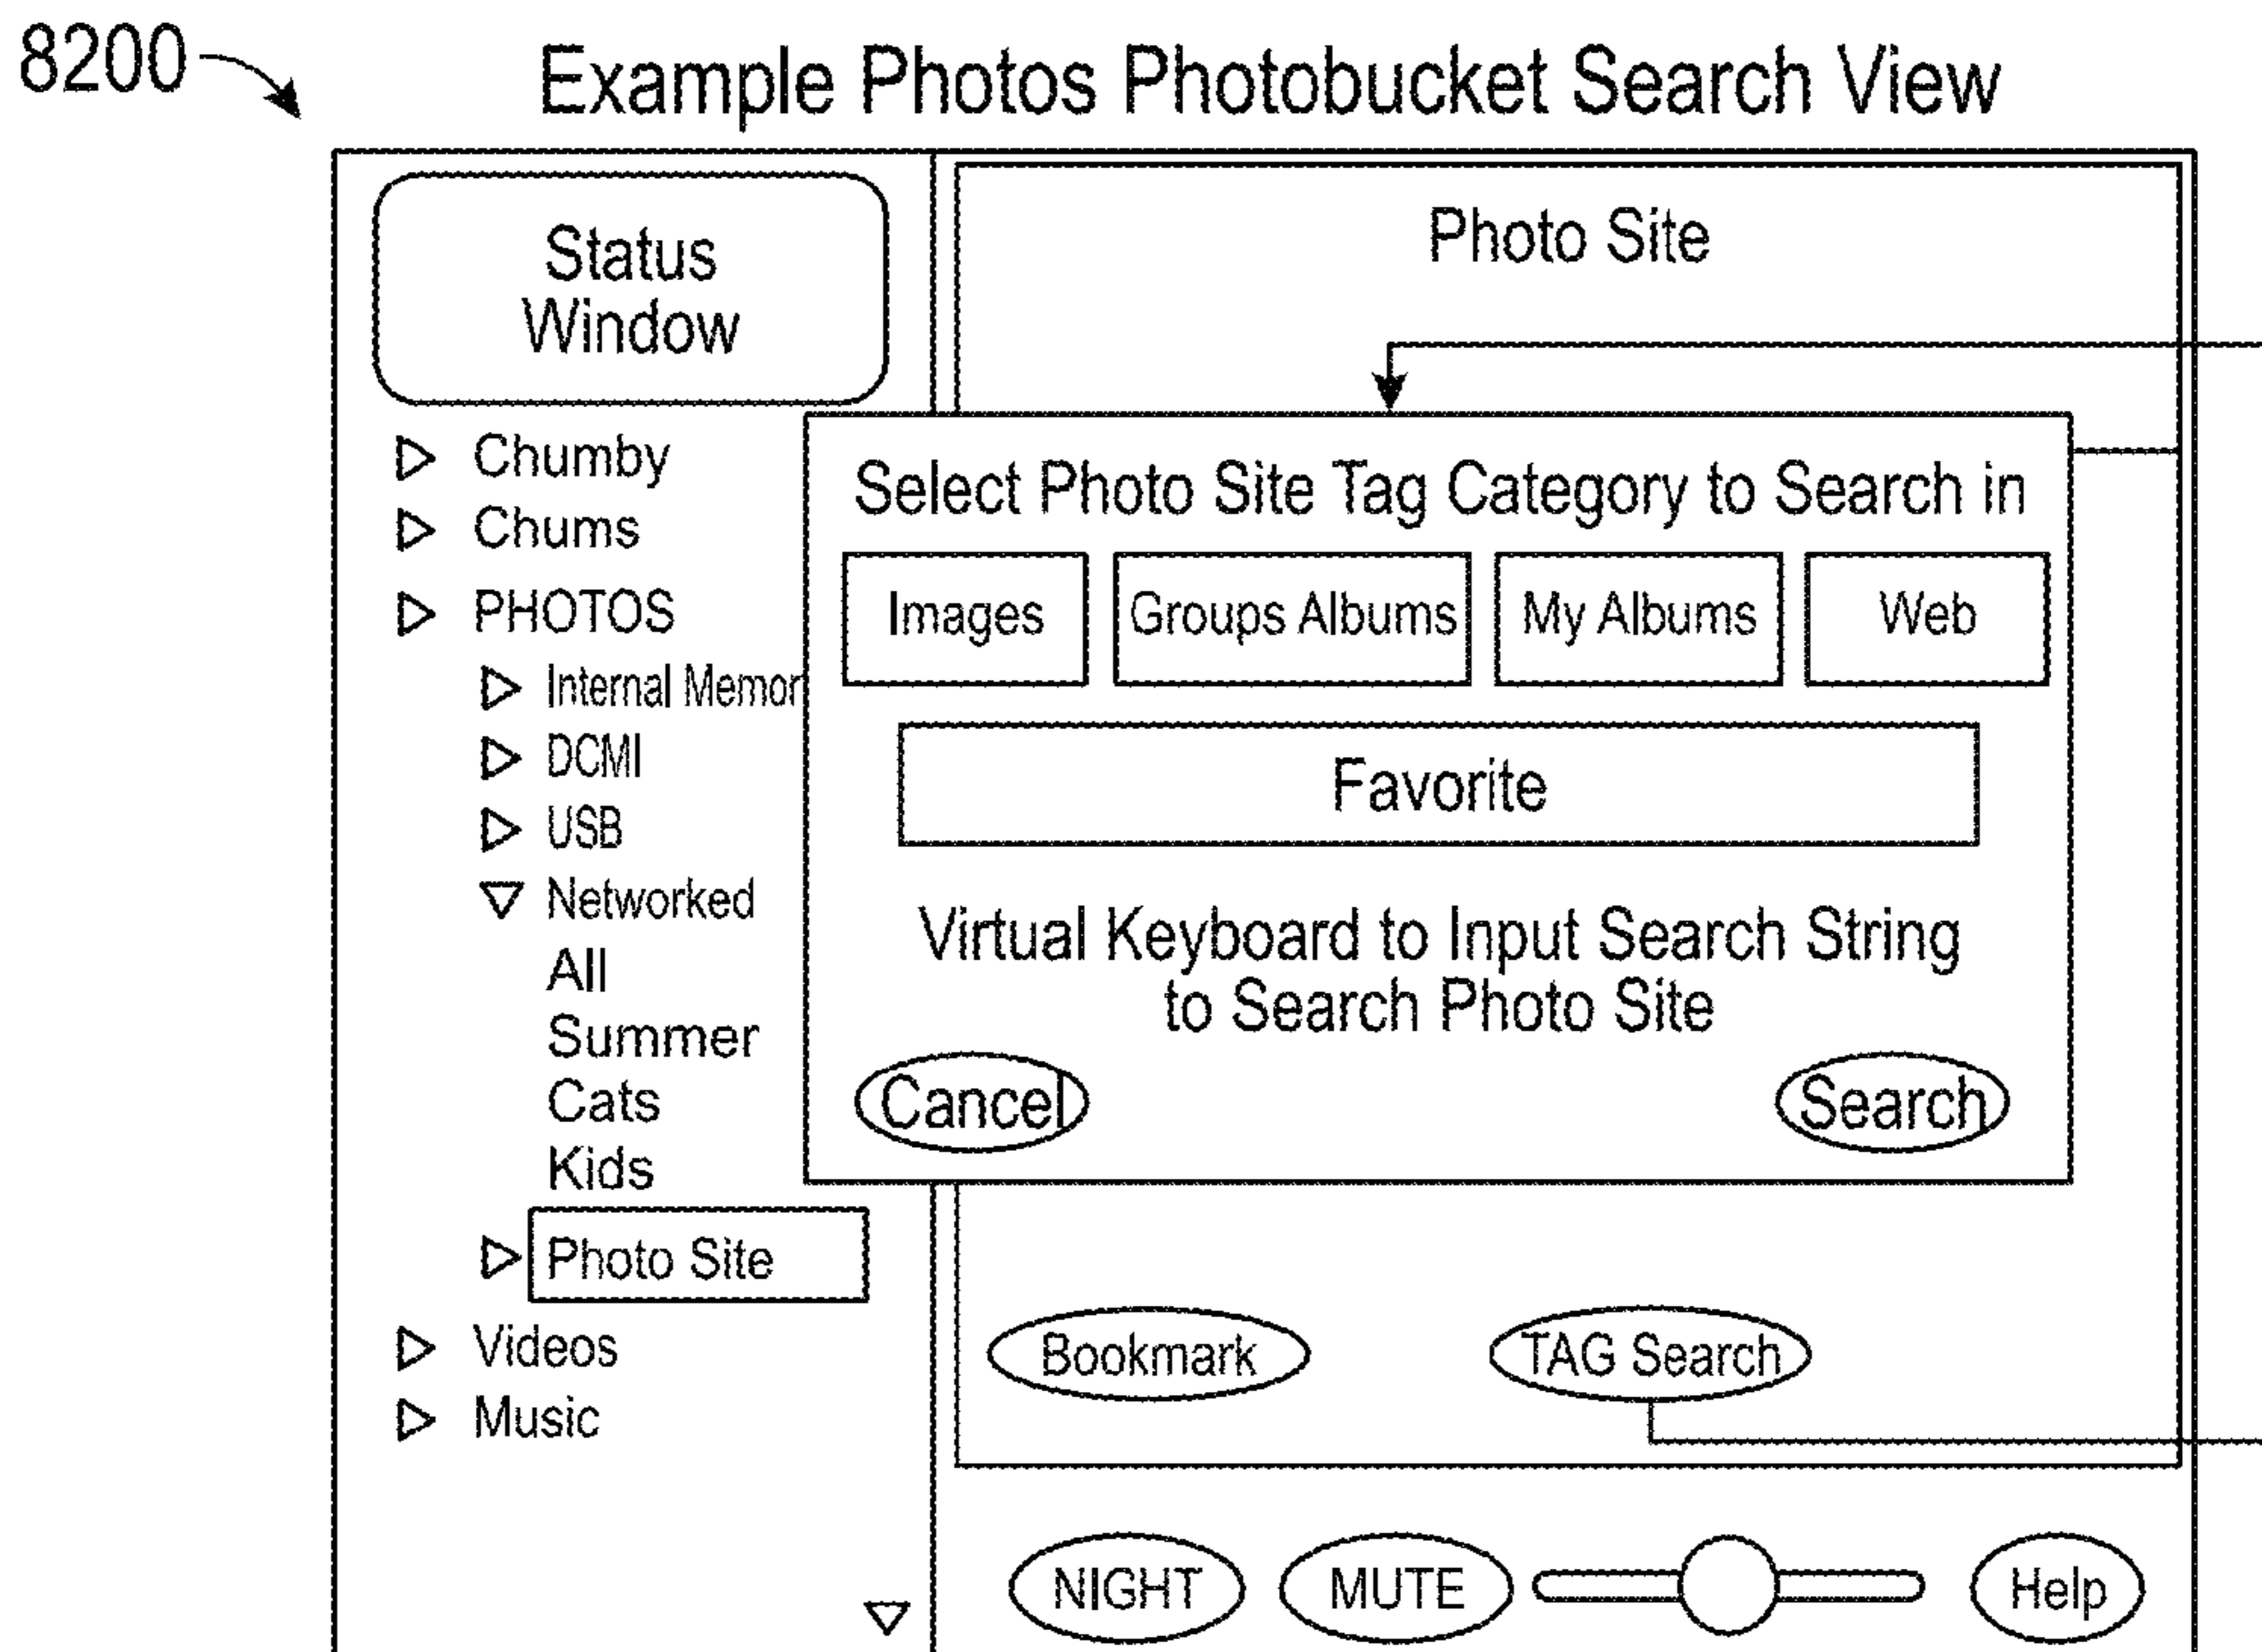 8200
Example Photos Photobucket Search View
Status
Window
Chumby
Chums
PHOTOS
Internal Memor
DCMI
USB
Networked
All
Summer
Cats
Kids
Photo Site
Videos
Music
Photo Site
Select Photo Site Tag Category to Search in
Images Groups Albums My Albums Web
Favorite
Virtual Keyboard to Input Search String
to Search Photo Site
Cancel Search
Bookmark TAG Search
NIGHT MUTE Help